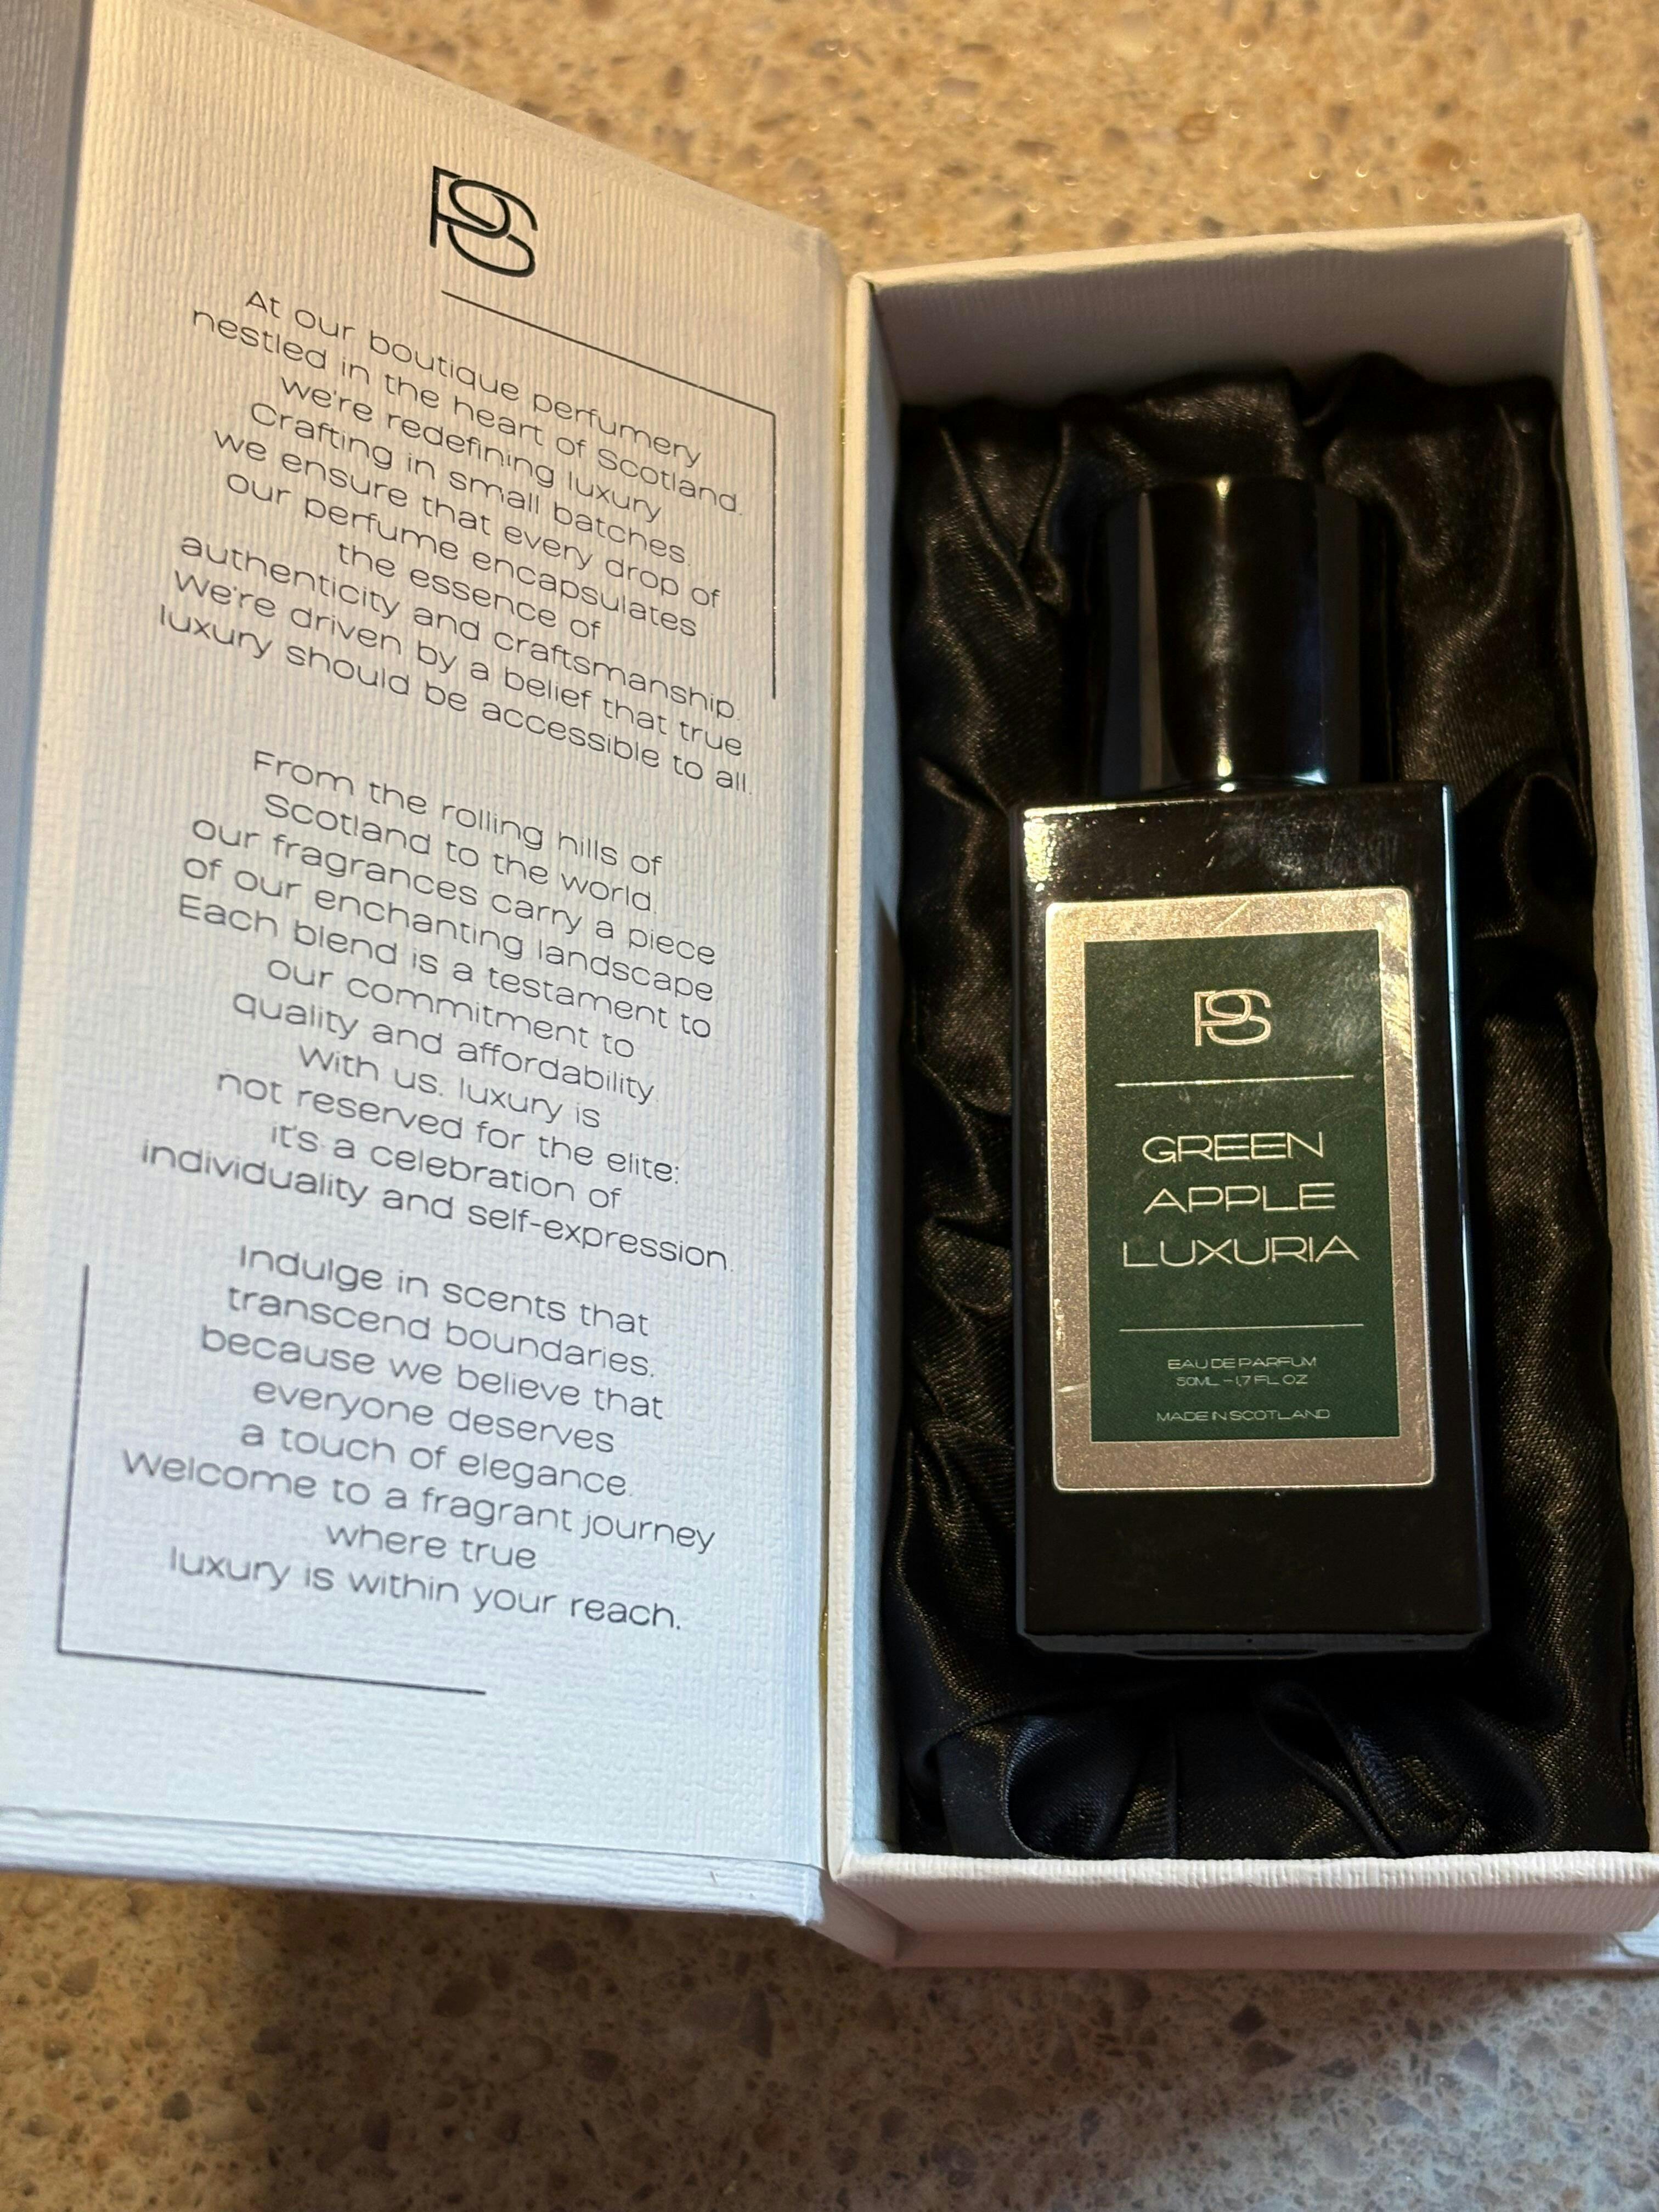 PS
At our boutique perfumery
nestled in the heart of Scotland.
we're redefining luxury
Crafting in small batches.
we ensure that every drop of
our perfume encapsulates
the essence of
authenticity and craftsmanship.
We're driven by a belief that true
luxury should be accessible to all.
From the rolling hills of
Scotland to the world.
our fragrances carry a piece
of our enchanting landscape
Each blend is a testament to
our commitment to
quality and affordability
With us. luxury is
not reserved for the elite:
it's a celebration of
individuality and self-expression.
Indulge in scents that
transcend boundaries.
because we believe that
everyone deserves
a touch of elegance.
Welcome to a fragrant journey
where true
luxury is within your reach.
PS
GREEN
APPLE
LUXURIA
EAU DE PARFUM
50ML - 1,7 FL OZ
MADE IN SCOTLAND